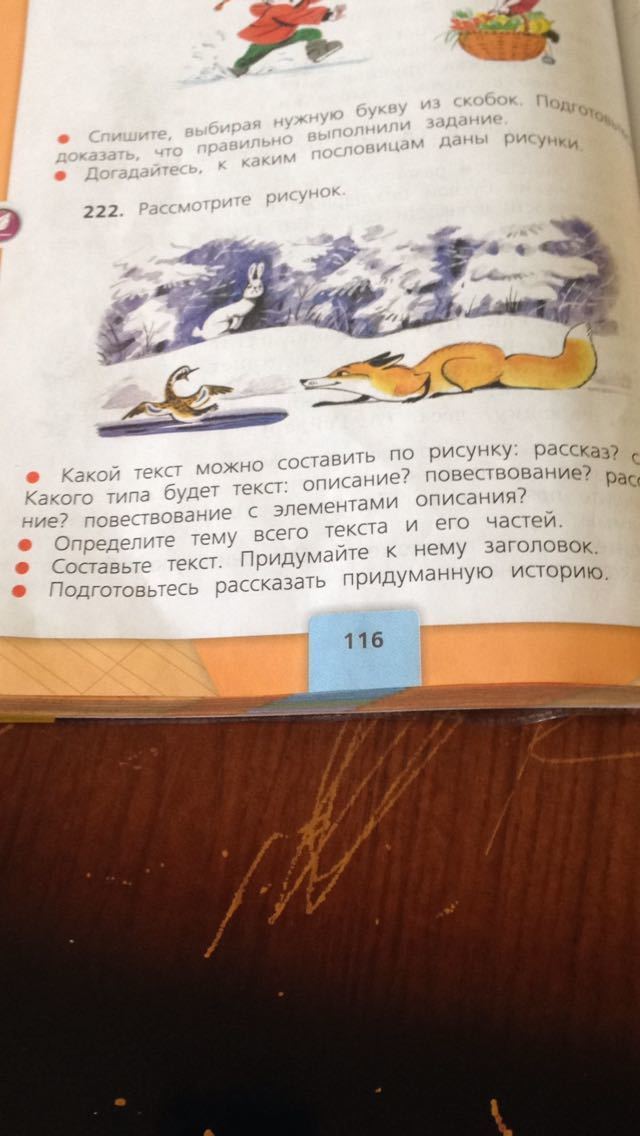 ● Спишите, выбирая нужную букву из скобок. Подготовьтесь
доказать, что правильно выполнили задание.
● Догадайтесь, к каким пословицам даны рисунки.
222. Рассмотрите рисунок.
● Какой текст можно составить по рисунку: рассказ?
Какого типа будет текст: описание? повествование?
ние? повествование с элементами описания?
● Определите тему всего текста и его частей.
● Составьте текст. Придумайте к нему заголовок.
● Подготовьтесь рассказать придуманную историю.
116